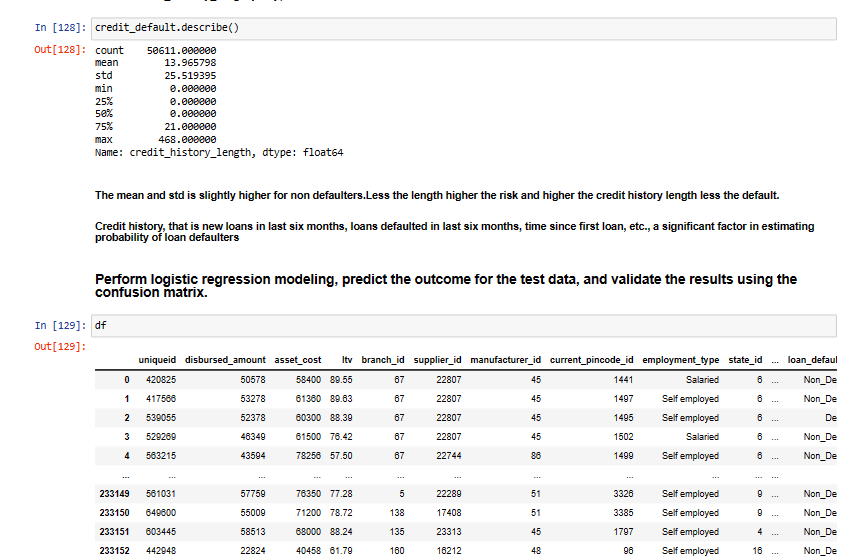 In [128]: credit_default.describe()
Out[128]: count 50611.000000
mean 13.965798
std 25.519395
min 0.000000
25% 0.000000
50% 0.000000
75% 21.000000
max 468.000000
Name: credit_history_length, dtype: float64
The mean and std is slightly higher for non defaulters.Less the length higher the risk and higher the credit history length less the default.
Credit history, that is new loans in last six months, loans defaulted in last six months, time since first loan, etc., a significant factor in estimating
probability of loan defaulters
Perform logistic regression modeling, predict the outcome for the test data, and validate the results using the
confusion matrix.
In [129]: df
Out[129]:
uniqueid disbursed_amount asset_cost ltv branch_id supplier_id manufacturer_id current_pincode_id employment_type state_id ... loan_defaul
0 420825 50578 58400 89.55 67 22807 45 1441 Salaried 6 ... Non_De
1 417566 53278 61360 89.63 67 22807 45 1497 Self employed 6 ... Non_De
2 539055 52378 60300 88.39 67 22807 45 1495 Self employed 6 ... De
3 529269 46349 61500 76.42 67 22807 45 1502 Salaried 6 ... Non_De
4 563215 43594 78256 57.50 67 22744 86 1499 Self employed 6 ... Non_De
... ... ... ... ... ... ... ... ... ... ... ...
233149 561031 57759 76350 77.28 5 22289 51 3326 Self employed 9 ... Non_De
233150 649600 55009 71200 78.72 138 17408 51 3385 Self employed 9 ... Non_De
233151 603445 58513 68000 88.24 135 23313 45 1797 Self employed 4 ... Non_De
233152 442948 22824 40458 61.79 160 16212 48 96 Self employed 16 ... Non_De